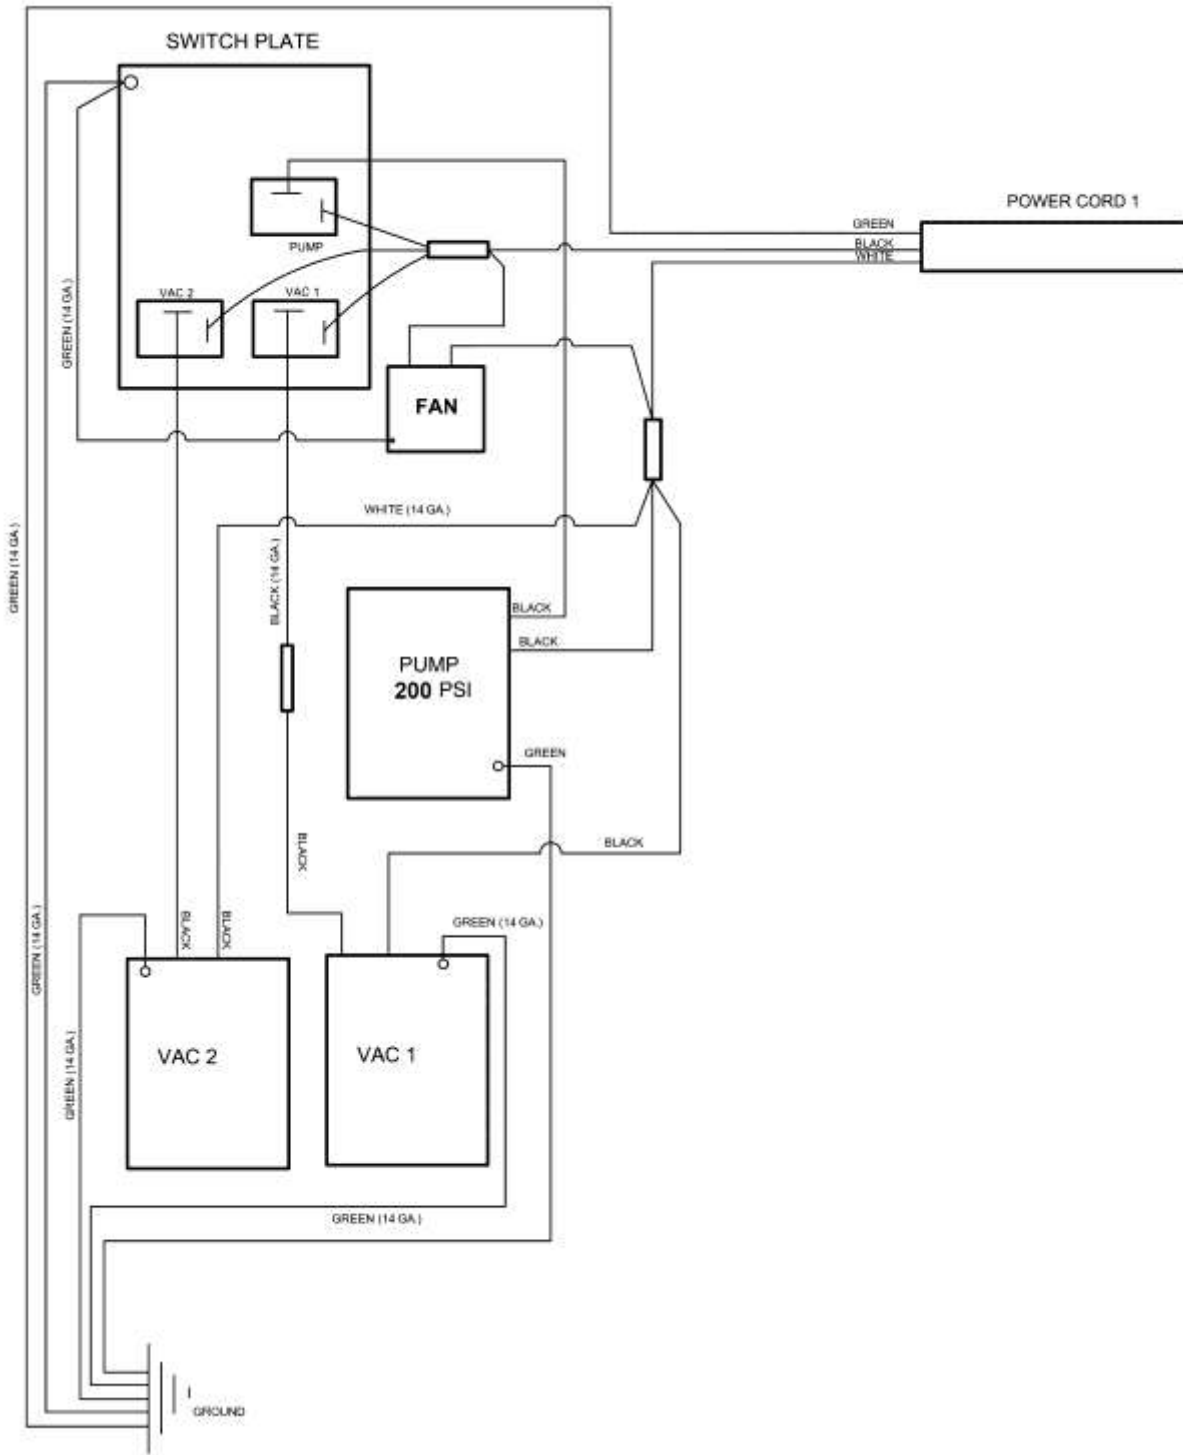 SWITCH PLATE
POWER CORD 1
GREEN
BLACK
WHITE
PUMP
VAC 2
VAC 1
GREEN (14 GA.)
FAN
WHITE (14 GA.)
GREEN (14 GA.)
BLACK (14 GA.)
BLACK
BLACK
PUMP
200 PSI
GREEN
BLACK
BLACK
GREEN (14 GA.)
BLACK
BLACK
GREEN (14 GA.)
GREEN (14 GA.)
VAC 2
VAC 1
GREEN (14 GA.)
GROUND